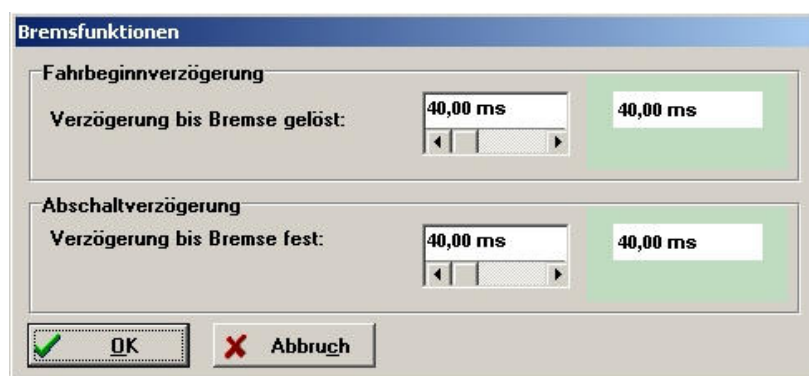 Bremsfunktionen
Fahrbeginnverzögerung
Verzögerung bis Bremse gelöst: 40,00 ms 40,00 ms
Abschaltverzögerung
Verzögerung bis Bremse fest: 40,00 ms 40,00 ms
OK Abbruch